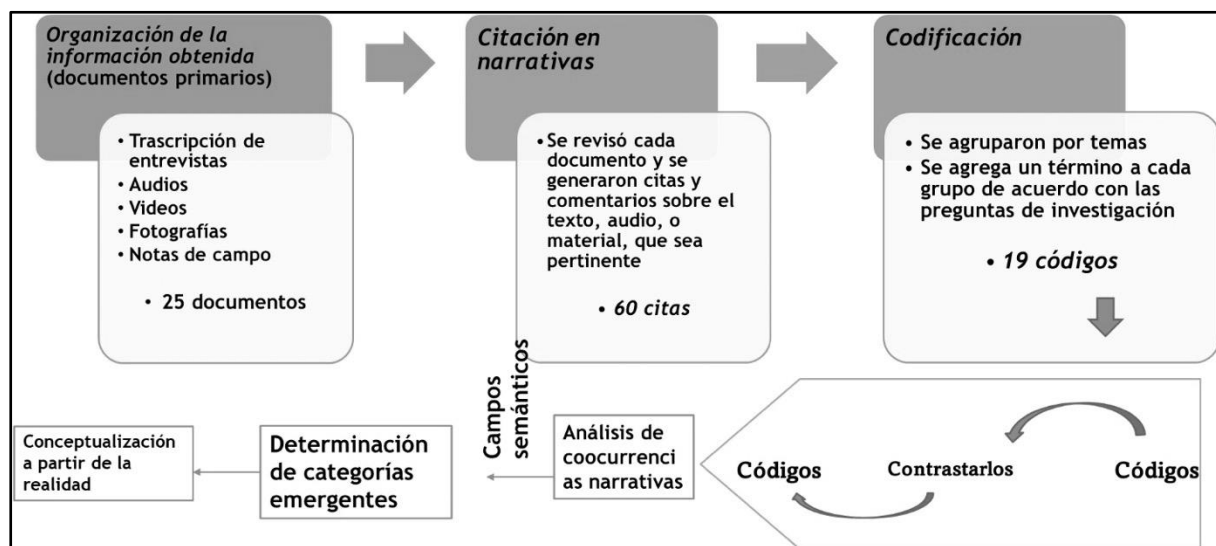 Organización de la
información obtenida
(documentos primarios)
• Trascripción de
entrevistas
• Audios
• Videos
• Fotografías
• Notas de campo
• 25 documentos
Citación en
narrativas
• Se revisó cada
documento y se
generaron citas y
comentarios sobre el
texto, audio, o
material, que sea
pertinente
• 60 citas
Codificación
• Se agruparon por temas
• Se agrega un término a cada
grupo de acuerdo con las
preguntas de investigación
• 19 códigos
Códigos
Contrastarlos
Códigos
Análisis de
coocurrenci
as narrativas
Campos
semánticos
Determinación
de categorías
emergentes
Conceptualización
a partir de la
realidad